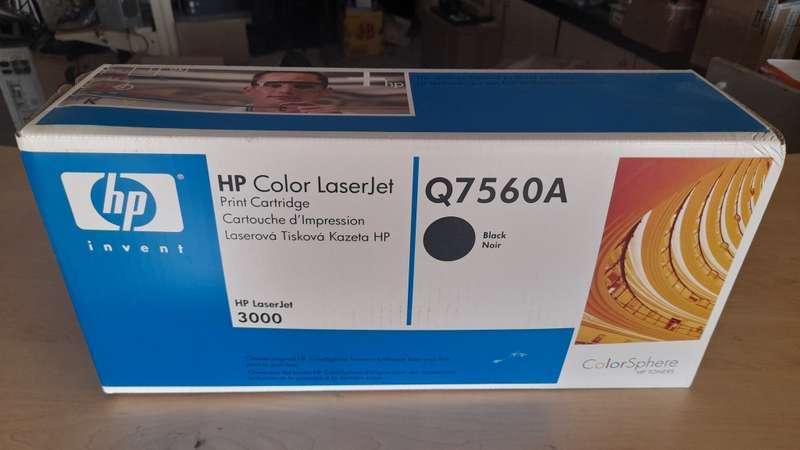 hp
hp
invent
HP Color LaserJet
Print Cartridge
Cartouche d'Impression
Laserová Tisková Kazeta HP
HP LaserJet
3000
Q7560A
Black
Noir
ColorSphere
HP TONERS